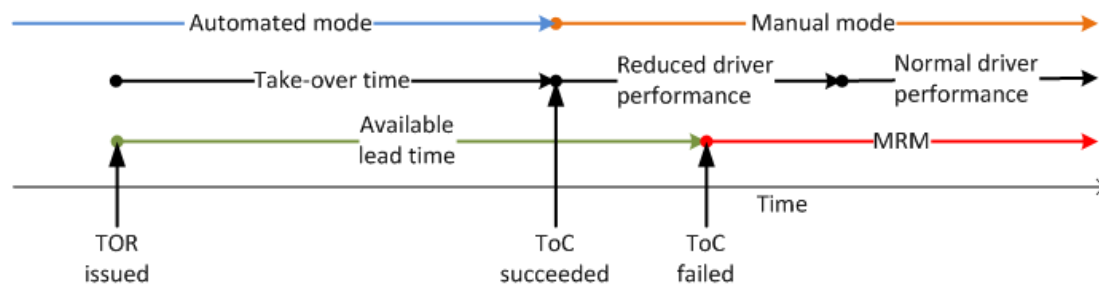 Automated mode
Manual mode
Take-over time
Reduced driver
performance
Normal driver
performance
Available
lead time
MRM
Time
TOR
issued
ToC
succeeded
ToC
failed